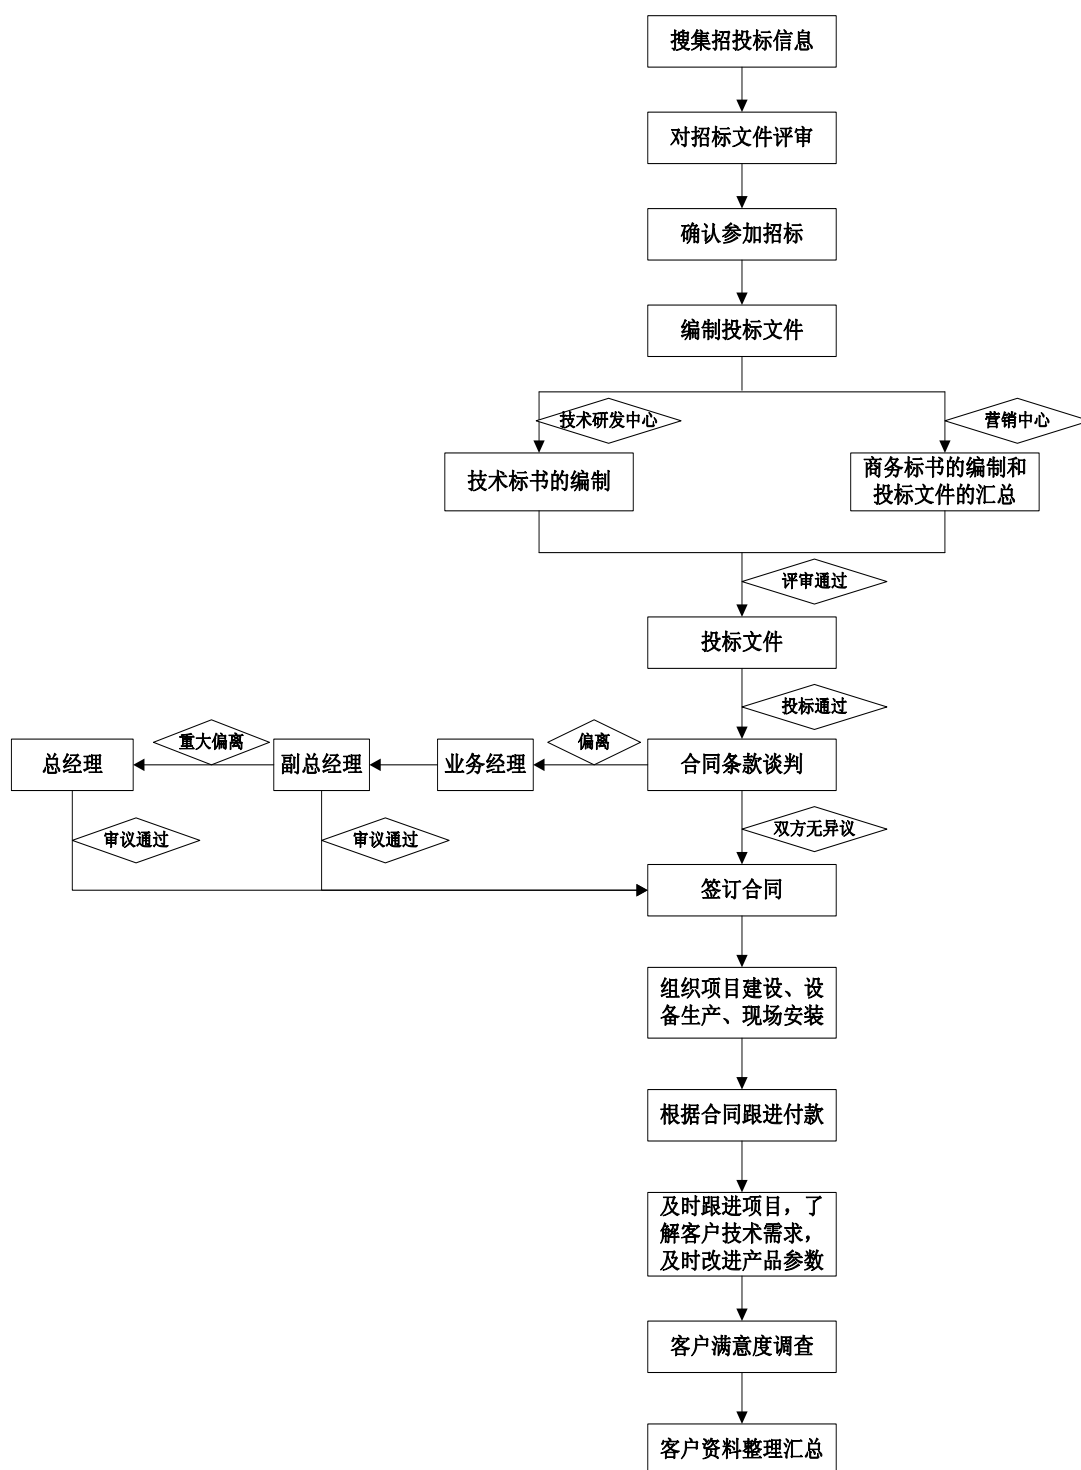 搜集招投标信息
对招标文件评审
确认参加招标
编制投标文件
技术研发中心
营销中心
技术标书的编制
商务标书的编制和
投标文件的汇总
评审通过
投标文件
投标通过
重大偏离
偏离
总经理
副总经理
业务经理
合同条款谈判
审议通过
审议通过
双方无异议
签订合同
组织项目建设、设
备生产、现场安装
根据合同跟进付款
及时跟进项目，了
解客户技术需求，
及时改进产品参数
客户满意度调查
客户资料整理汇总